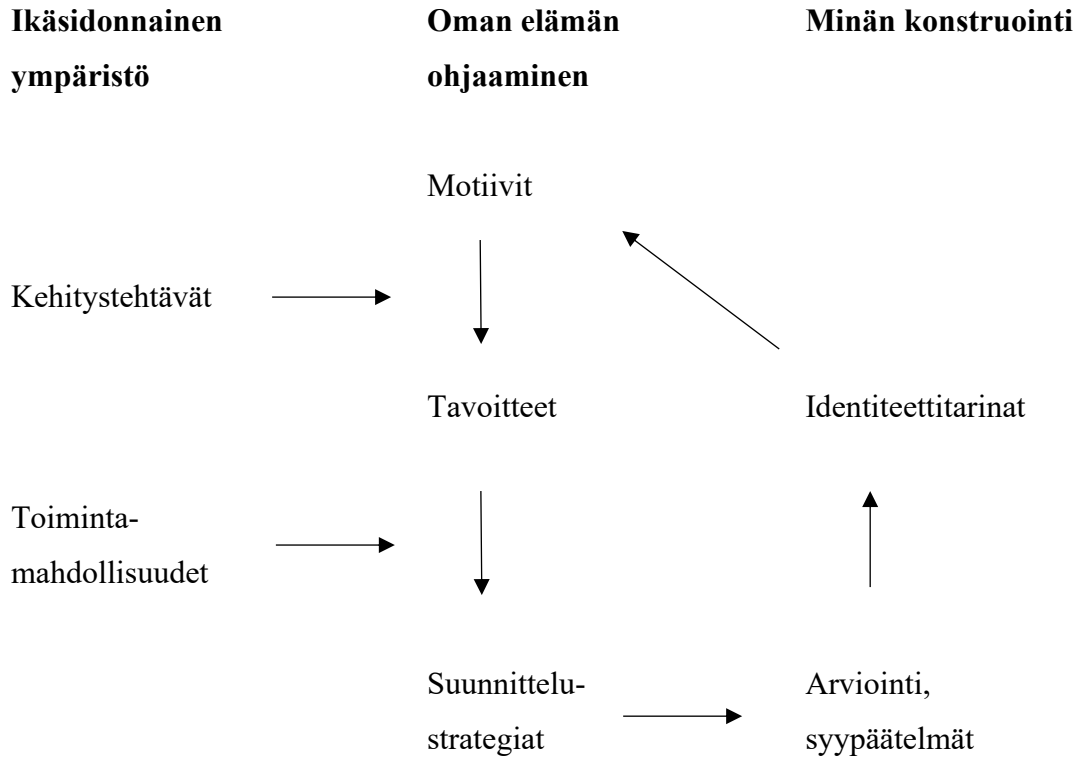 Ikäsidonnainen
ympäristö
Oman elämän
ohjaaminen
Minän konstruointi
Motiivit
Kehitystehtävät
Tavoitteet
Identiteettitarinat
Toiminta-
mahdollisuudet
Suunnittelu-
strategiat
Arviointi,
syypäätelmät